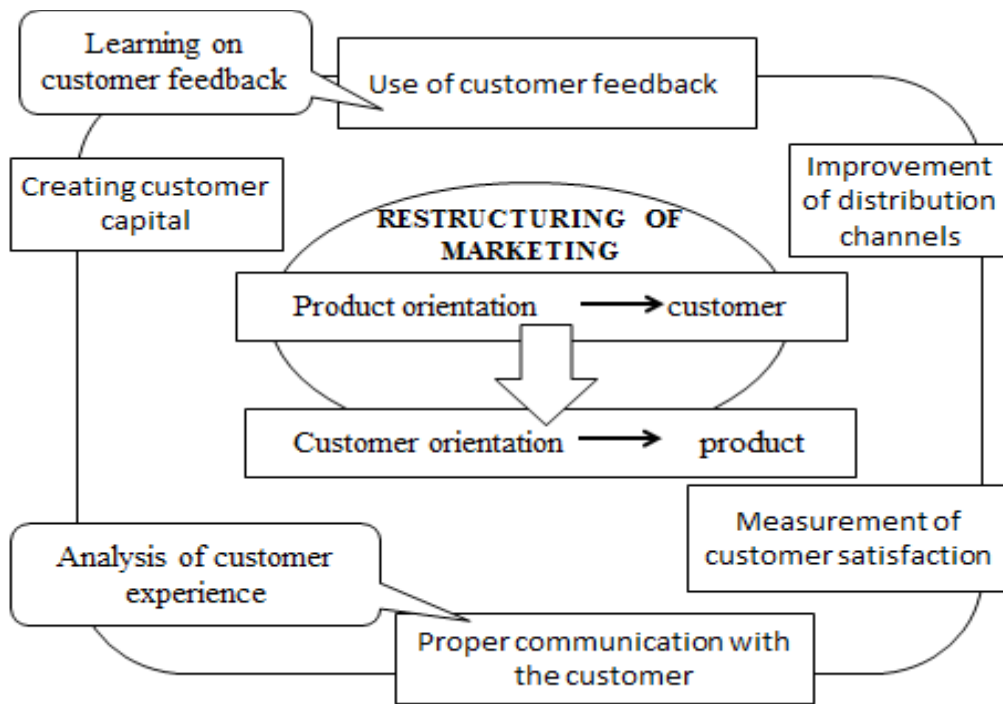 Learning on
customer feedback
Use of customer feedback
Creating customer
capital
Improvement
of distribution
channels
RESTRUCTURING OF
MARKETING
Product orientation customer
Customer orientation product
Measurement of
customer satisfaction
Analysis of customer
experience
Proper communication with
the customer